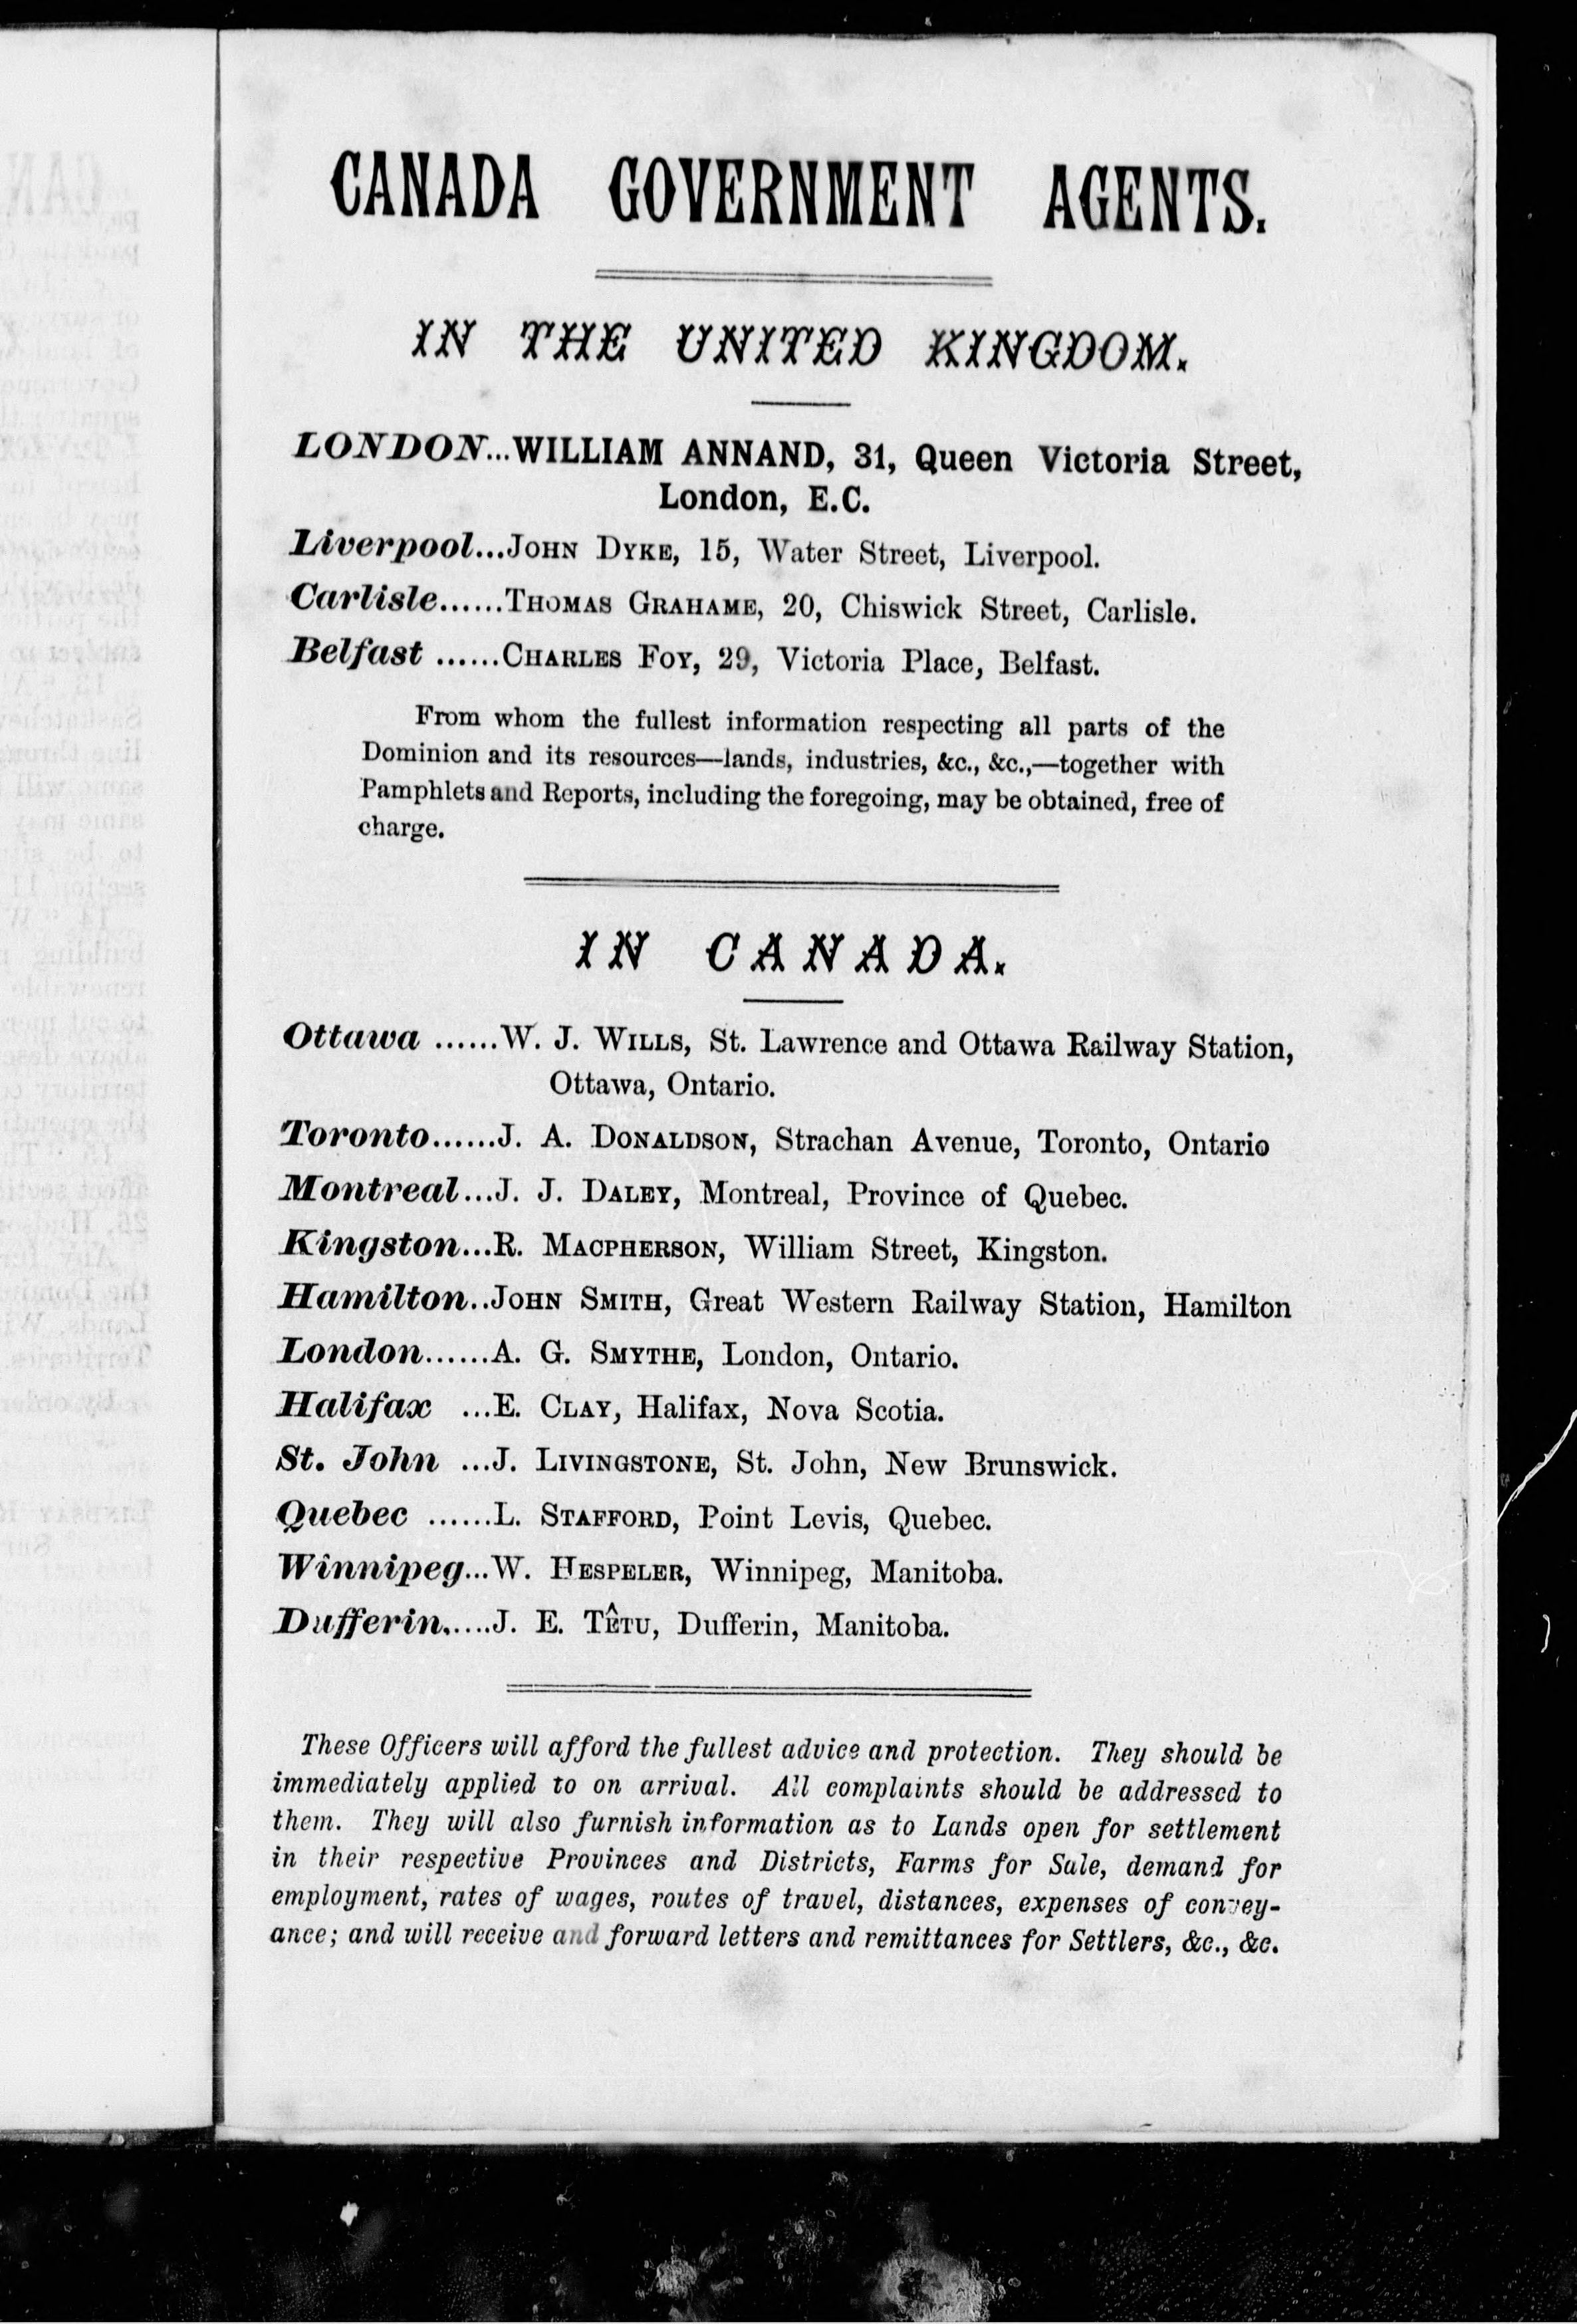 CANADA GOVERNMENT AGENTS.
IN THE UNITED KINGDOM.
LONDON...WILLIAM ANNAND, 31, Queen Victoria Street,
London, E.C.
Liverpool...JOHN DYKE, 15, Water Street, Liverpool.
Carlisle......THOMAS GRAHAME, 20, Chiswick Street, Carlisle.
Belfast ......CHARLES FOY, 29, Victoria Place, Belfast.
From whom the fullest information respecting all parts of the
Dominion and its resources—lands, industries, &c., &c.,—together with
Pamphlets and Reports, including the foregoing, may be obtained, free of
charge.
IN CANADA.
Ottawa ......W. J. WILLS, St. Lawrence and Ottawa Railway Station,
Ottawa, Ontario.
Toronto......J. A. DONALDSON, Strachan Avenue, Toronto, Ontario
Montreal...J. J. DALEY, Montreal, Province of Quebec.
Kingston...R. MACPHERSON, William Street, Kingston.
Hamilton..JOHN SMITH, Great Western Railway Station, Hamilton
London......A. G. SMYTHE, London, Ontario.
Halifax ...E. CLAY, Halifax, Nova Scotia.
St. John ...J. LIVINGSTONE, St. John, New Brunswick.
Quebec ......L. STAFFORD, Point Levis, Quebec.
Winnipeg...W. HESPELER, Winnipeg, Manitoba.
Dufferin.....J. E. TÊTU, Dufferin, Manitoba.
These Officers will afford the fullest advice and protection. They should be
immediately applied to on arrival. All complaints should be addressed to
them. They will also furnish information as to Lands open for settlement
in their respective Provinces and Districts, Farms for Sale, demand for
employment, rates of wages, routes of travel, distances, expenses of convey-
ance; and will receive and forward letters and remittances for Settlers, &c., &c.